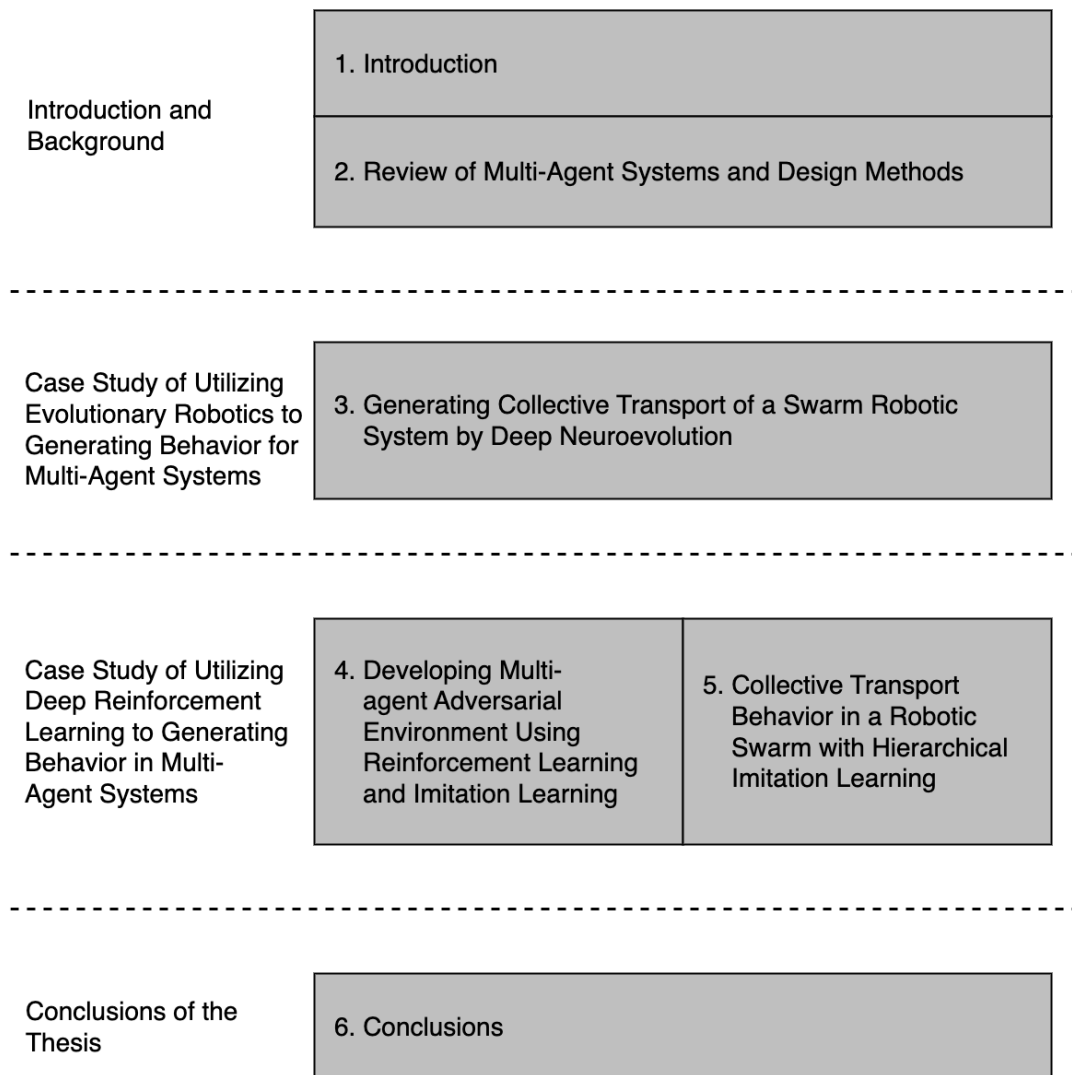 Introduction and
Background
1. Introduction
2. Review of Multi-Agent Systems and Design Methods
Case Study of Utilizing
Evolutionary Robotics to
Generating Behavior for
Multi-Agent Systems
3. Generating Collective Transport of a Swarm Robotic
System by Deep Neuroevolution
Case Study of Utilizing
Deep Reinforcement
Learning to Generating
Behavior in Multi-
Agent Systems
4. Developing Multi-
agent Adversarial
Environment Using
Reinforcement Learning
and Imitation Learning
5. Collective Transport
Behavior in a Robotic
Swarm with Hierarchical
Imitation Learning
Conclusions of the
Thesis
6. Conclusions